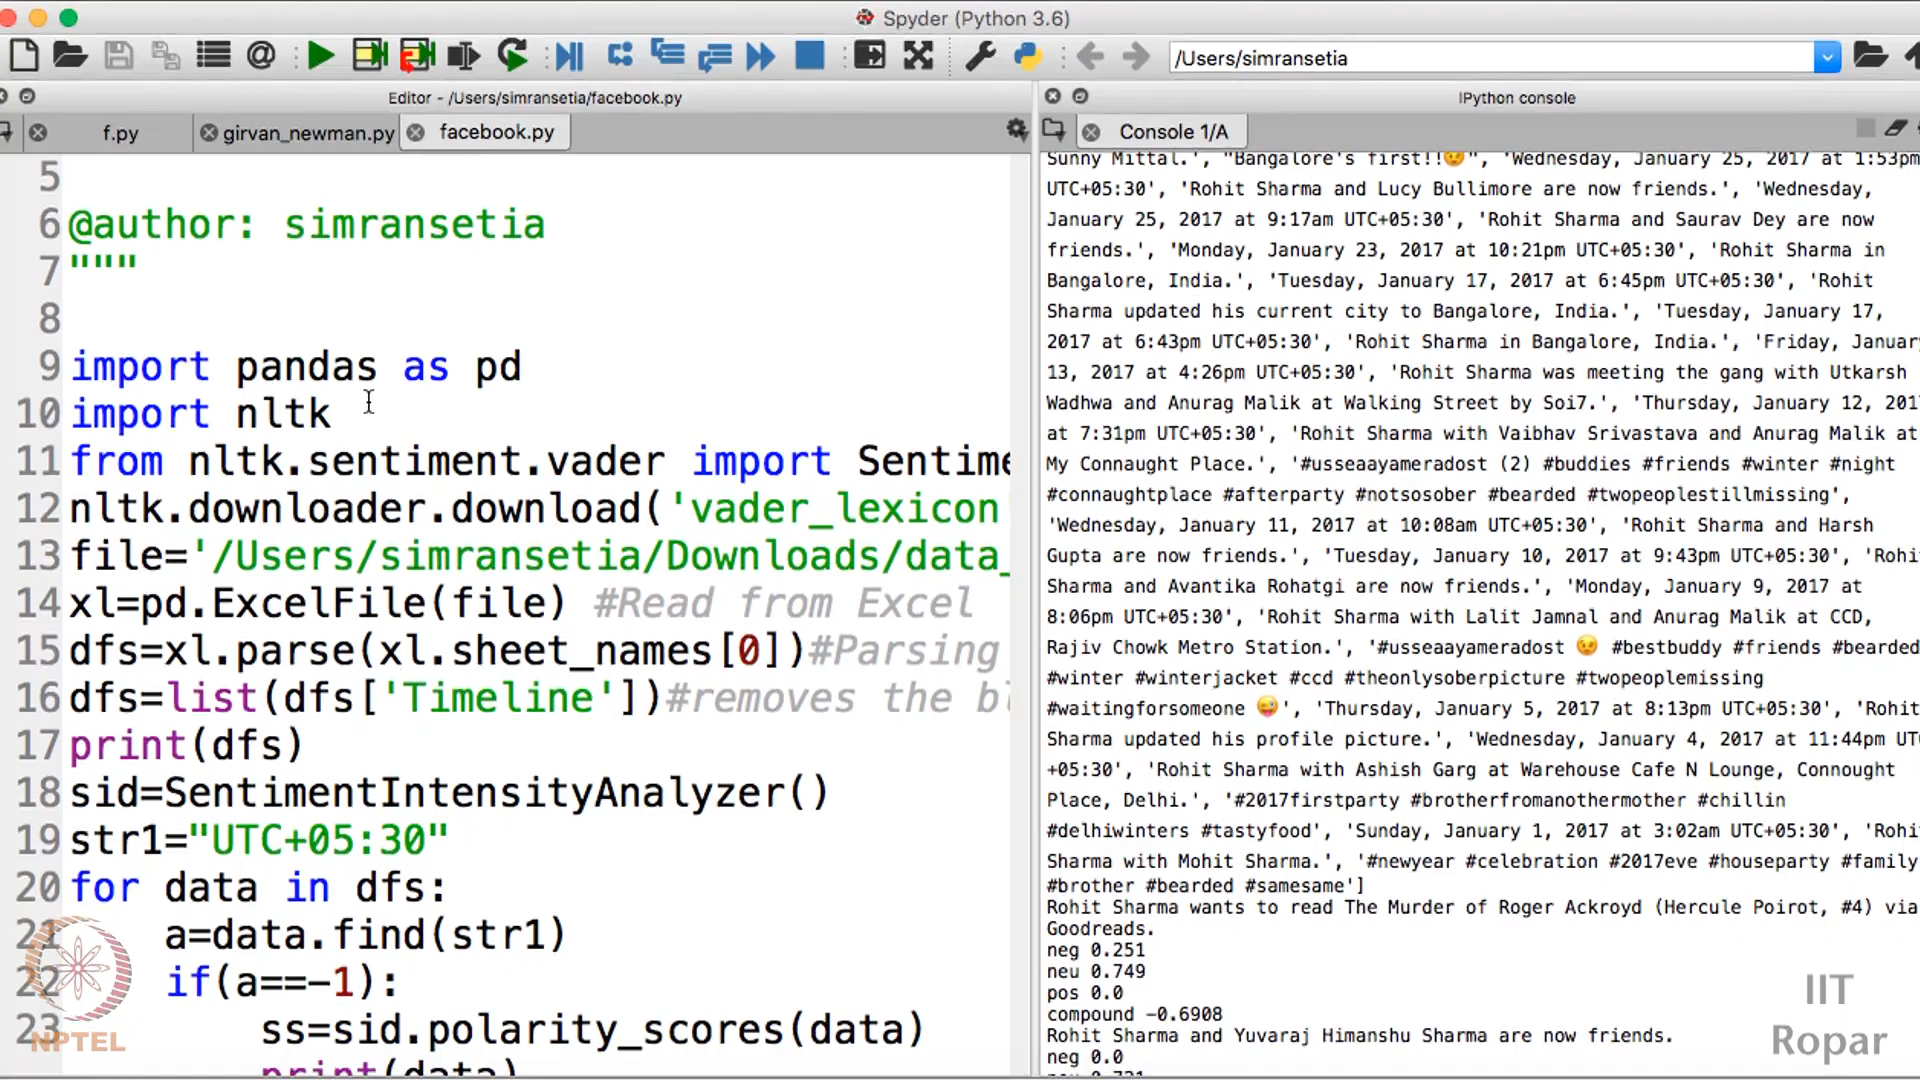 Spyder (Python 3.6)
/Users/simransetia
Editor - /Users/simransetia/facebook.py
f.py
girvan_newman.py
facebook.py
5
6 @author: simransetia
7 """
8
9 import pandas as pd
10 import nltk
11 from nltk.sentiment.vader import Sentime
12 nltk.downloader.download('vader_lexicon'
13 file='/Users/simransetia/Downloads/data_
14 xl=pd.ExcelFile(file) #Read from Excel
15 dfs=xl.parse(xl.sheet_names[0])#Parsing
16 dfs=list(dfs['Timeline'])#removes the bl
17 print(dfs)
18 sid=SentimentIntensityAnalyzer()
19 str1="UTC+05:30"
20 for data in dfs:
21 a=data.find(str1)
22 if(a==-1):
23 ss=sid.polarity_scores(data)
print(data)
NPTEL
IPython console
Console 1/A
Sunny Mittal.', "Bangalore's first!!😉", 'Wednesday, January 25, 2017 at 1:53pm
UTC+05:30', 'Rohit Sharma and Lucy Bullimore are now friends.', 'Wednesday,
January 25, 2017 at 9:17am UTC+05:30', 'Rohit Sharma and Saurav Dey are now
friends.', 'Monday, January 23, 2017 at 10:21pm UTC+05:30', 'Rohit Sharma in
Bangalore, India.', 'Tuesday, January 17, 2017 at 6:45pm UTC+05:30', 'Rohit
Sharma updated his current city to Bangalore, India.', 'Tuesday, January 17,
2017 at 6:43pm UTC+05:30', 'Rohit Sharma in Bangalore, India.', 'Friday, January
13, 2017 at 4:26pm UTC+05:30', 'Rohit Sharma was meeting the gang with Utkarsh
Wadhwa and Anurag Malik at Walking Street by Soi7.', 'Thursday, January 12, 201
at 7:31pm UTC+05:30', 'Rohit Sharma with Vaibhav Srivastava and Anurag Malik at
My Connaught Place.', '#usseaayameradost (2) #buddies #friends #winter #night
#connaughtplace #afterparty #notsosober #bearded #twopeoplestillmissing',
'Wednesday, January 11, 2017 at 10:08am UTC+05:30', 'Rohit Sharma and Harsh
Gupta are now friends.', 'Tuesday, January 10, 2017 at 9:43pm UTC+05:30', 'Rohi
Sharma and Avantika Rohatgi are now friends.', 'Monday, January 9, 2017 at
8:06pm UTC+05:30', 'Rohit Sharma with Lalit Jamnal and Anurag Malik at CCD,
Rajiv Chowk Metro Station.', '#usseaayameradost 😉 #bestbuddy #friends #bearded
#winter #winterjacket #ccd #theonlysoberpicture #twopeoplemissing
#waitingforsomeone 😜', 'Thursday, January 5, 2017 at 8:13pm UTC+05:30', 'Rohit
Sharma updated his profile picture.', 'Wednesday, January 4, 2017 at 11:44pm UT
+05:30', 'Rohit Sharma with Ashish Garg at Warehouse Cafe N Lounge, Connought
Place, Delhi.', '#2017firstparty #brotherfromanothermother #chillin
#delhiwinters #tastyfood', 'Sunday, January 1, 2017 at 3:02am UTC+05:30', 'Rohi
Sharma with Mohit Sharma.', '#newyear #celebration #2017eve #houseparty #family
#brother #bearded #samesame']
Rohit Sharma wants to read The Murder of Roger Ackroyd (Hercule Poirot, #4) via
Goodreads.
neg 0.251
neu 0.749
pos 0.0
compound -0.6908
Rohit Sharma and Yuvaraj Himanshu Sharma are now friends.
neg 0.0
IIT
Ropar